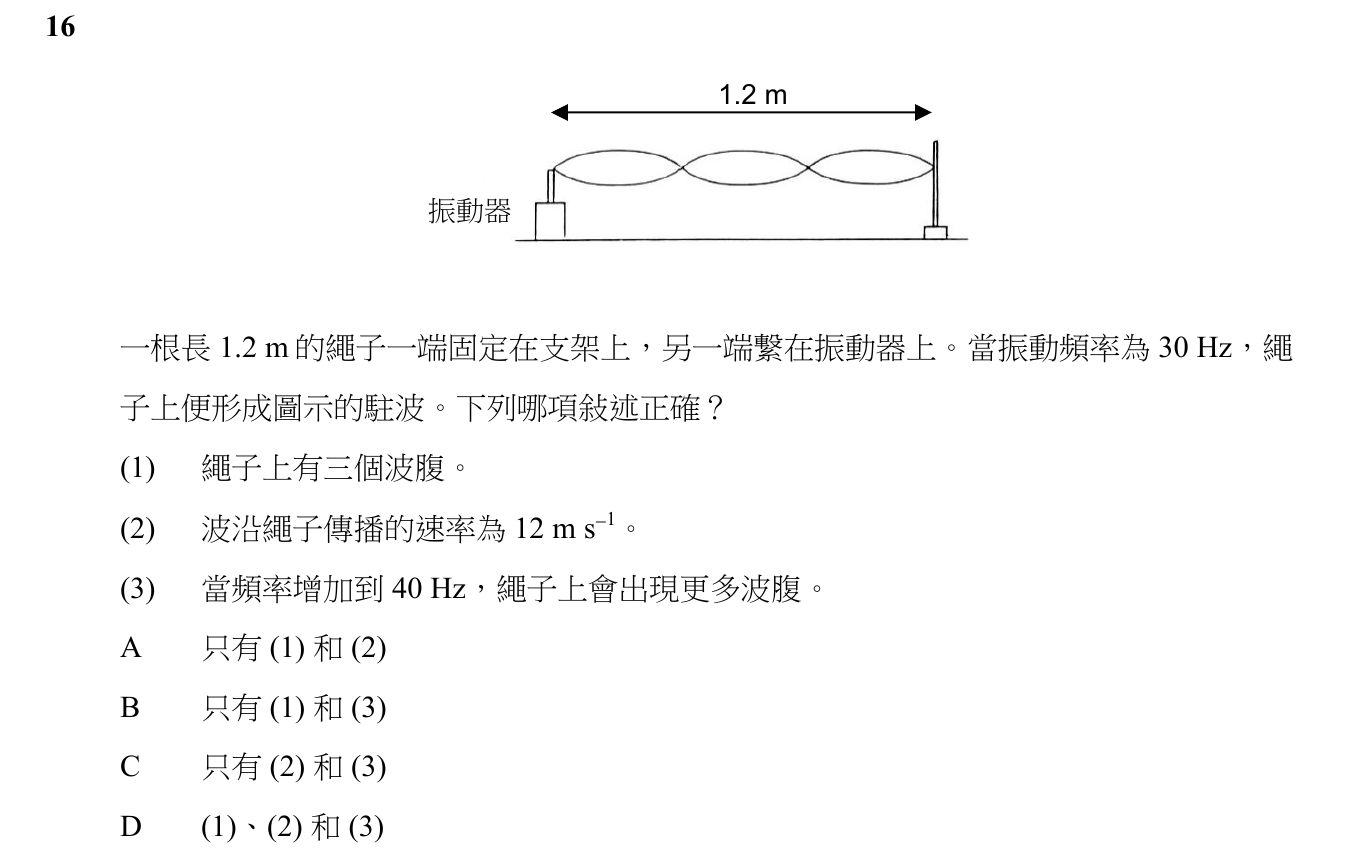 16
1.2 m
振動器
一根長 1.2 m 的繩子一端固定在支架上，另一端繫在振動器上。當振動頻率為 30 Hz，繩
子上便形成圖示的駐波。下列哪項敍述正確？
(1) 繩子上有三個波腹。
(2) 波沿繩子傳播的速率為 12 m s⁻¹。
(3) 當頻率增加到 40 Hz，繩子上會出現更多波腹。
A 只有 (1) 和 (2)
B 只有 (1) 和 (3)
C 只有 (2) 和 (3)
D (1)、(2) 和 (3)